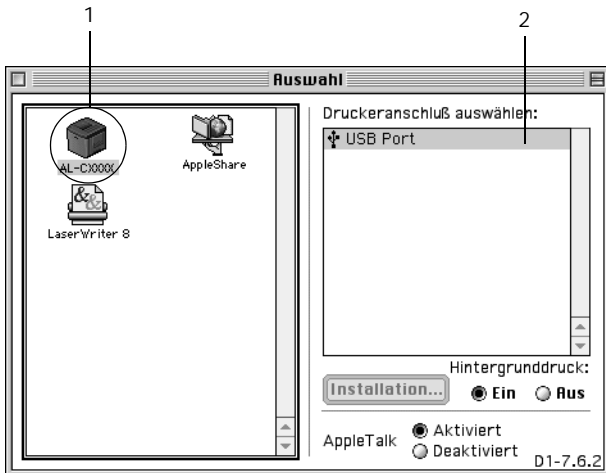 1
2
Auswahl
AL-CXXXX
AppleShare
LaserWriter 8
Druckeranschluß auswählen:
USB Port
Hintergrunddruck:
Installation...
Ein
Aus
AppleTalk
Aktiviert
Deaktiviert
D1-7.6.2